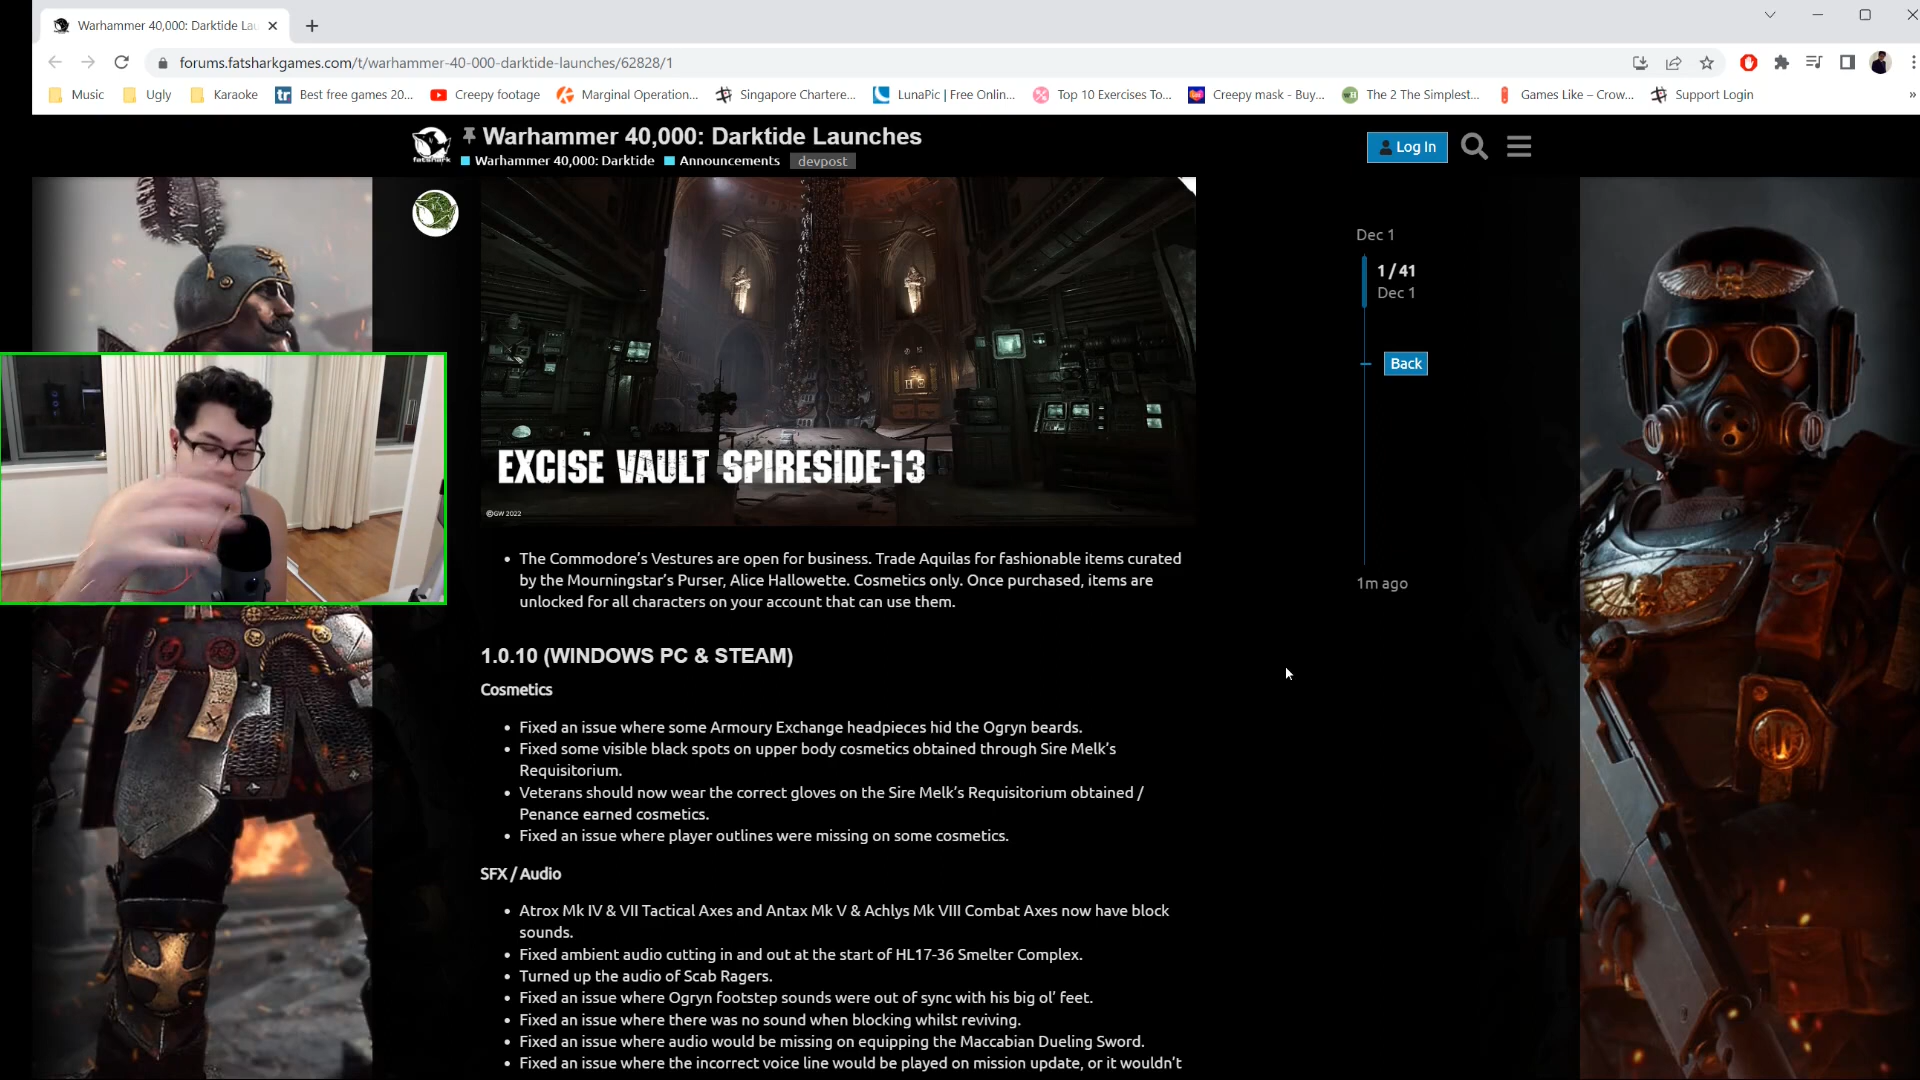 Warhammer 40,000: Darktide Lau
forums.fatsharkgames.com/t/warhammer-40-000-darktide-launches/62828/1
Music Ugly Karaoke Best free games 20... Creepy footage Marginal Operation... Singapore Chartere... LunaPic | Free Onlin... Top 10 Exercises To... Creepy mask - Buy... The 2 The Simplest... Games Like – Crow... Support Login »
Warhammer 40,000: Darktide Launches
Warhammer 40,000: Darktide Announcements devpost
fatshark
Log In
Dec 1
1 / 41
Dec 1
Back
1m ago
EXCISE VAULT SPIRESIDE-13
©GW 2022
• The Commodore's Vestures are open for business. Trade Aquilas for fashionable items curated
by the Mourningstar's Purser, Alice Hallowette. Cosmetics only. Once purchased, items are
unlocked for all characters on your account that can use them.
1.0.10 (WINDOWS PC & STEAM)
Cosmetics
• Fixed an issue where some Armoury Exchange headpieces hid the Ogryn beards.
• Fixed some visible black spots on upper body cosmetics obtained through Sire Melk's
Requisitorium.
• Veterans should now wear the correct gloves on the Sire Melk's Requisitorium obtained /
Penance earned cosmetics.
• Fixed an issue where player outlines were missing on some cosmetics.
SFX / Audio
• Atrox Mk IV & VII Tactical Axes and Antax Mk V & Achlys Mk VIII Combat Axes now have block
sounds.
• Fixed ambient audio cutting in and out at the start of HL17-36 Smelter Complex.
• Turned up the audio of Scab Ragers.
• Fixed an issue where Ogryn footstep sounds were out of sync with his big ol' feet.
• Fixed an issue where there was no sound when blocking whilst reviving.
• Fixed an issue where audio would be missing on equipping the Maccabian Dueling Sword.
• Fixed an issue where the incorrect voice line would be played on mission update, or it wouldn't